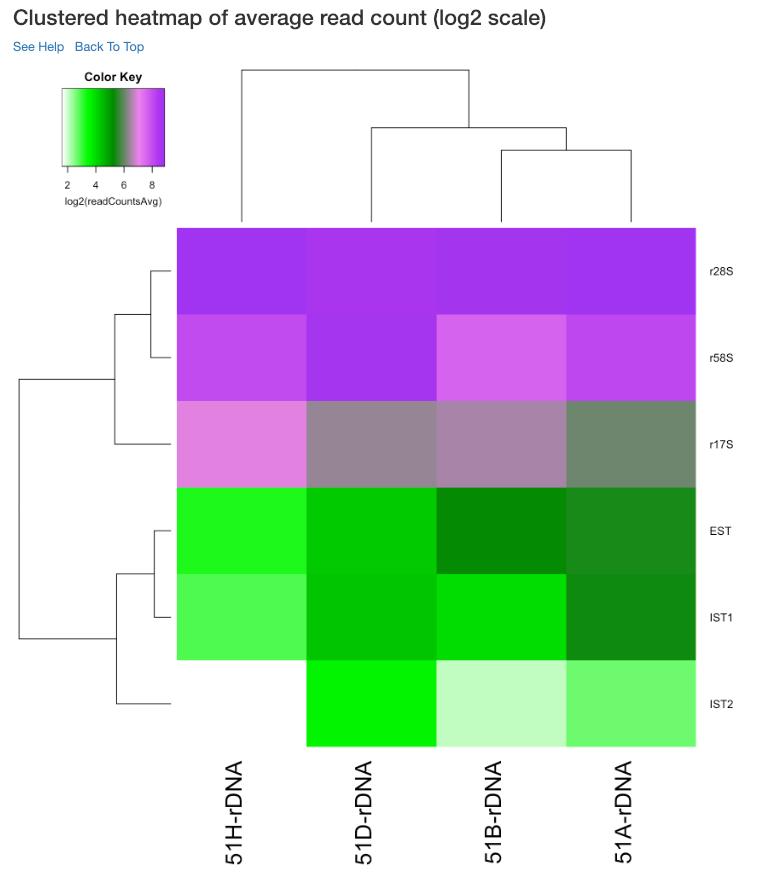 Clustered heatmap of average read count (log2 scale)
See Help Back To Top
Color Key
2 4 6 8
log2(readCountsAvg)
r28S
r58S
r17S
EST
IST1
IST2
51H-rDNA
51D-rDNA
51B-rDNA
51A-rDNA